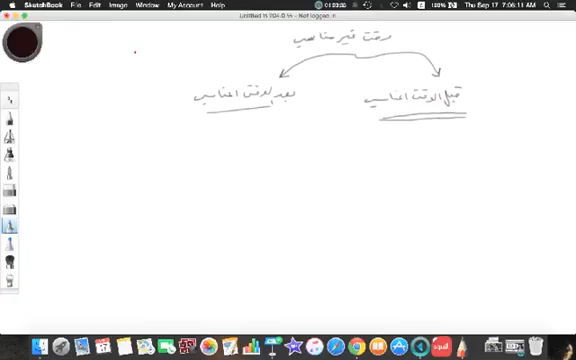 SketchBook File Edit Image Window My Account Help 100% Thu Sep 17 7:06:11 AM
وقت غير مناسب
قبل الوقت المناسب
بعد الوقت المناسب